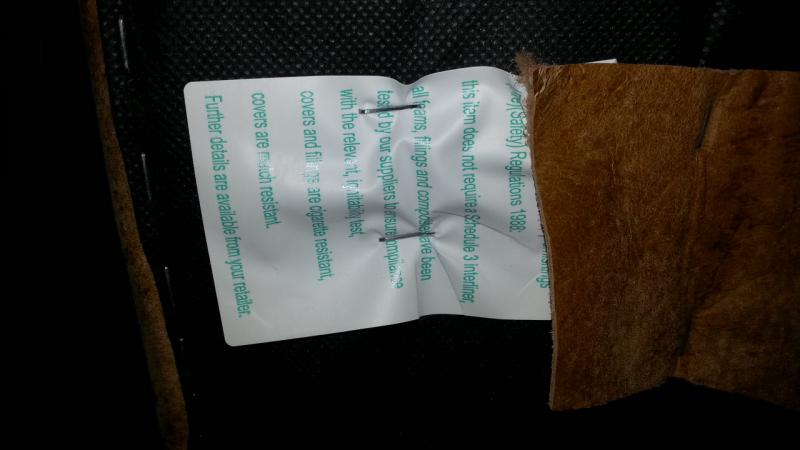 nishings
re) (Safety) Regulations 1988:
this item does not require a Schedule 3 interliner,
all foams, fillings and composites have been
tested by our suppliers to ensure compliance
with the relevant, ignitability test,
covers and fillings are cigarette resistant,
covers are match resistant.
Further details are available from your retailer.